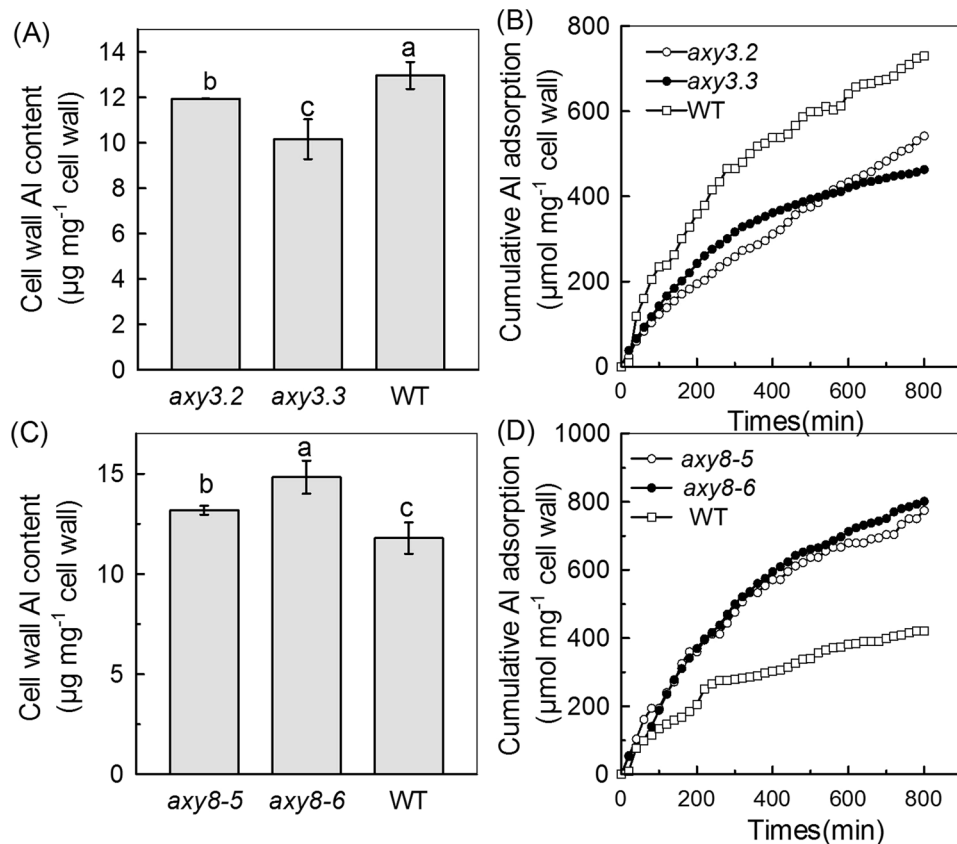 (A)
Cell wall Al content
(µg mg⁻¹ cell wall)
14
12
10
8
6
4
2
0
b
c
a
axy3.2
axy3.3
WT
(B)
Cumulative Al adsorption
(µmol mg⁻¹ cell wall)
800
600
400
200
0
axy3.2
axy3.3
WT
0
200
400
600
800
Times(min)
(C)
Cell wall Al content
(µg mg⁻¹ cell wall)
15
10
5
0
b
a
c
axy8-5
axy8-6
WT
(D)
Cumulative Al adsorption
(µmol mg⁻¹ cell wall)
1000
800
600
400
200
0
axy8-5
axy8-6
WT
0
200
400
600
800
Times(min)